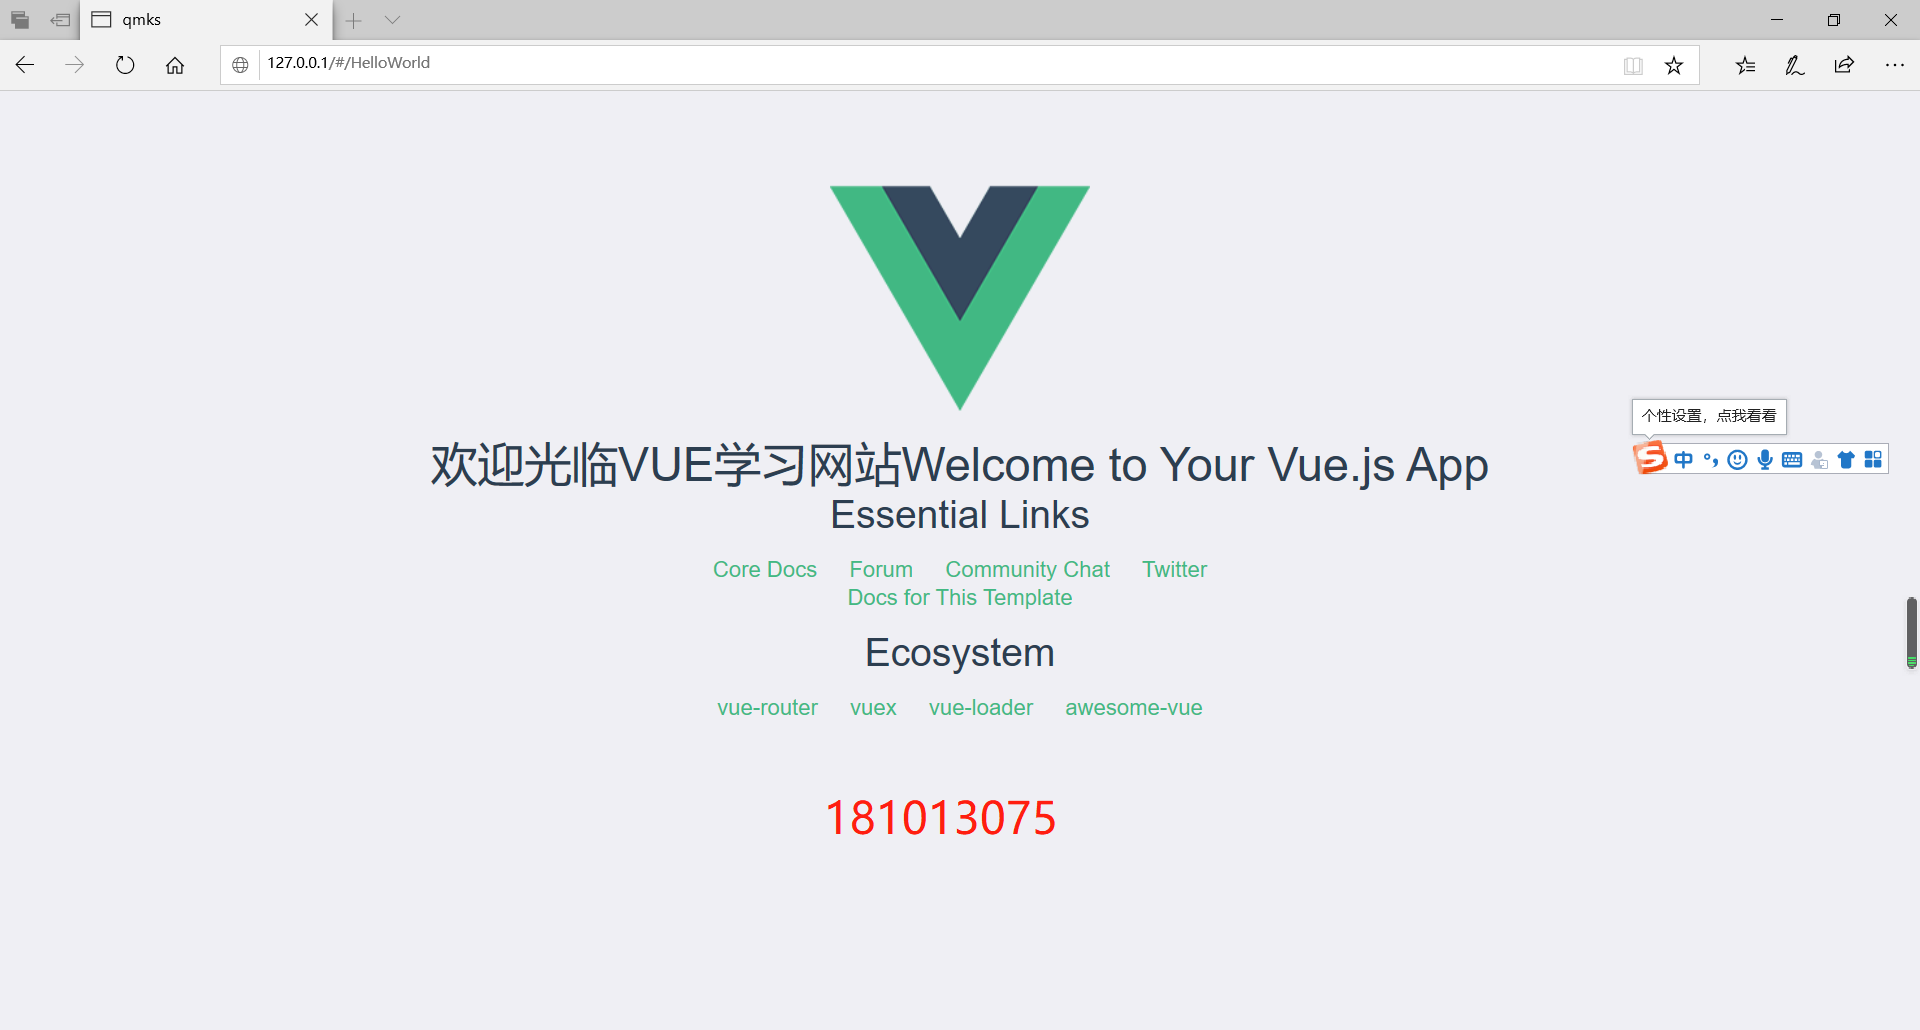 qmks
127.0.0.1/#/HelloWorld
个性设置，点我看看
中
欢迎光临VUE学习网站Welcome to Your Vue.js App
Essential Links
Core Docs Forum Community Chat Twitter
Docs for This Template
Ecosystem
vue-router vuex vue-loader awesome-vue
181013075